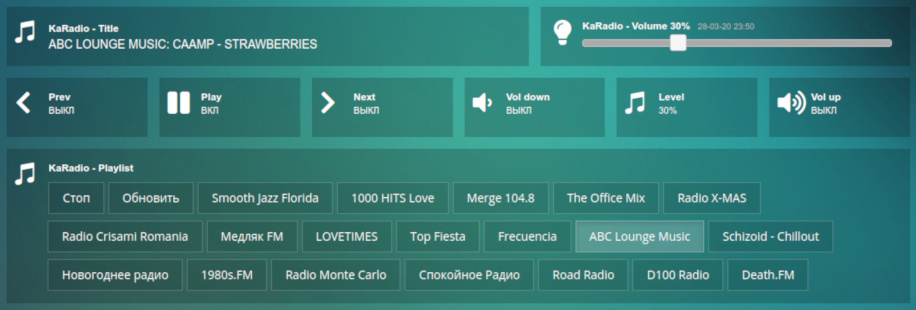 KaRadio - Title
ABC LOUNGE MUSIC: CAAMP - STRAWBERRIES
KaRadio - Volume 30% 28-03-20 23:50
Prev
ВЫКЛ
Play
ВКЛ
Next
ВЫКЛ
Vol down
ВЫКЛ
Level
30%
Vol up
ВЫКЛ
KaRadio - Playlist
Стоп Обновить Smooth Jazz Florida 1000 HITS Love Merge 104.8 The Office Mix Radio X-MAS
Radio Crisami Romania Медляк FM LOVETIMES Top Fiesta Frecuencia ABC Lounge Music Schizoid - Chillout
Новогоднее радио 1980s.FM Radio Monte Carlo Спокойное Радио Road Radio D100 Radio Death.FM